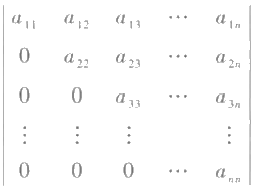 | a₁₁ a₁₂ a₁₃ ⋯ a₁ₙ |
| 0 a₂₂ a₂₃ ⋯ a₂ₙ |
| 0 0 a₃₃ ⋯ a₃ₙ |
| ⋮ ⋮ ⋮ ⋮ |
| 0 0 0 ⋯ aₙₙ |